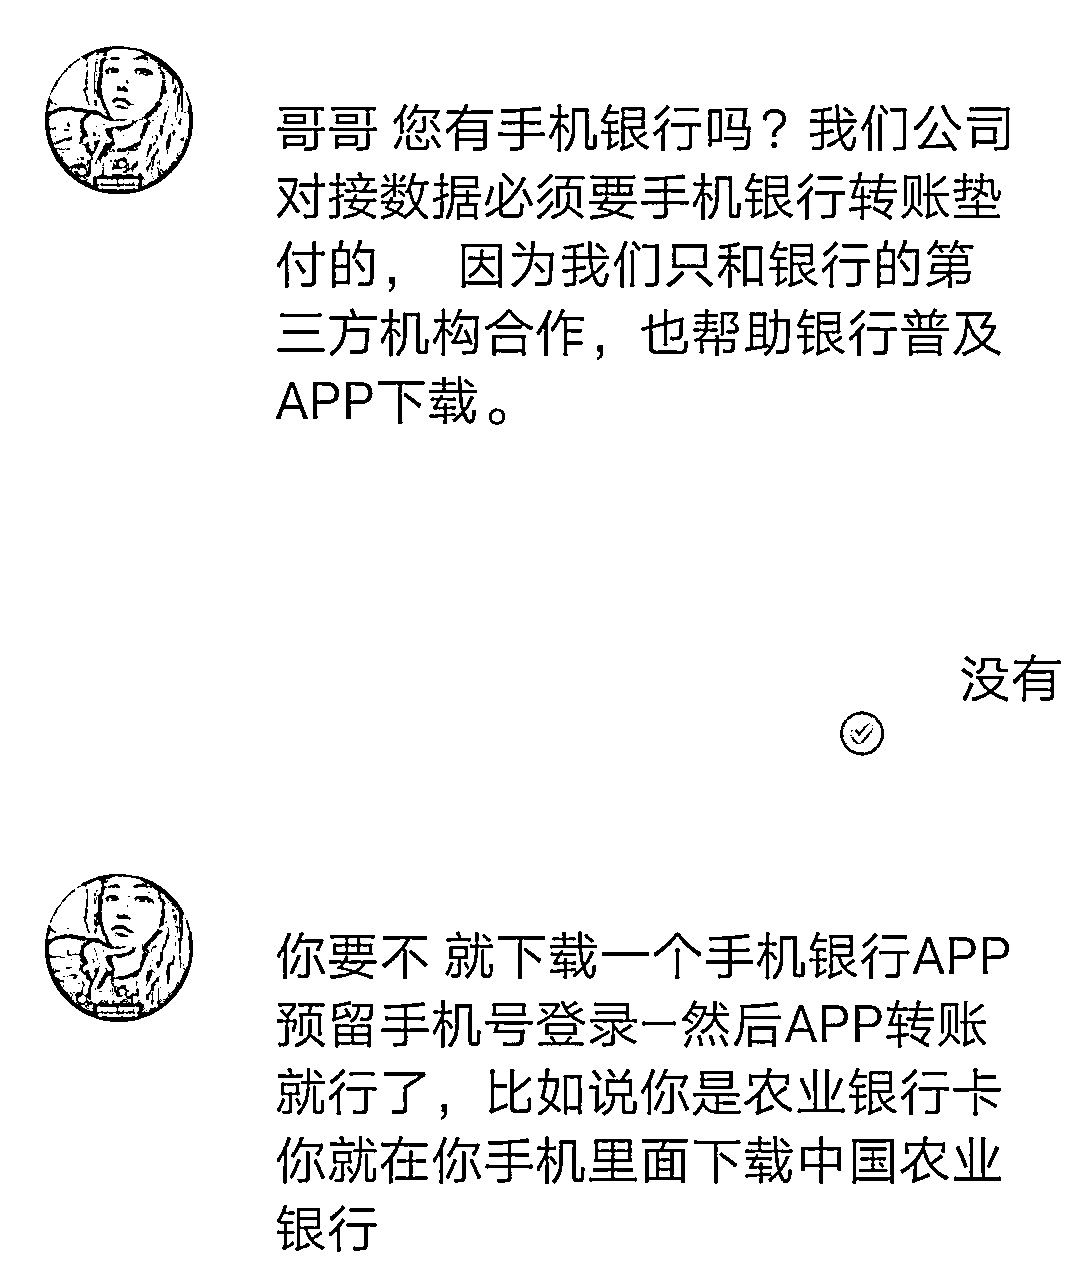 哥哥 您有手机银行吗？我们公司
对接数据必须要手机银行转账垫
付的， 因为我们只和银行的第
三方机构合作，也帮助银行普及
APP下载。
没有
你要不 就下载一个手机银行APP
预留手机号登录—然后APP转账
就行了，比如说你是农业银行卡
你就在你手机里面下载中国农业
银行